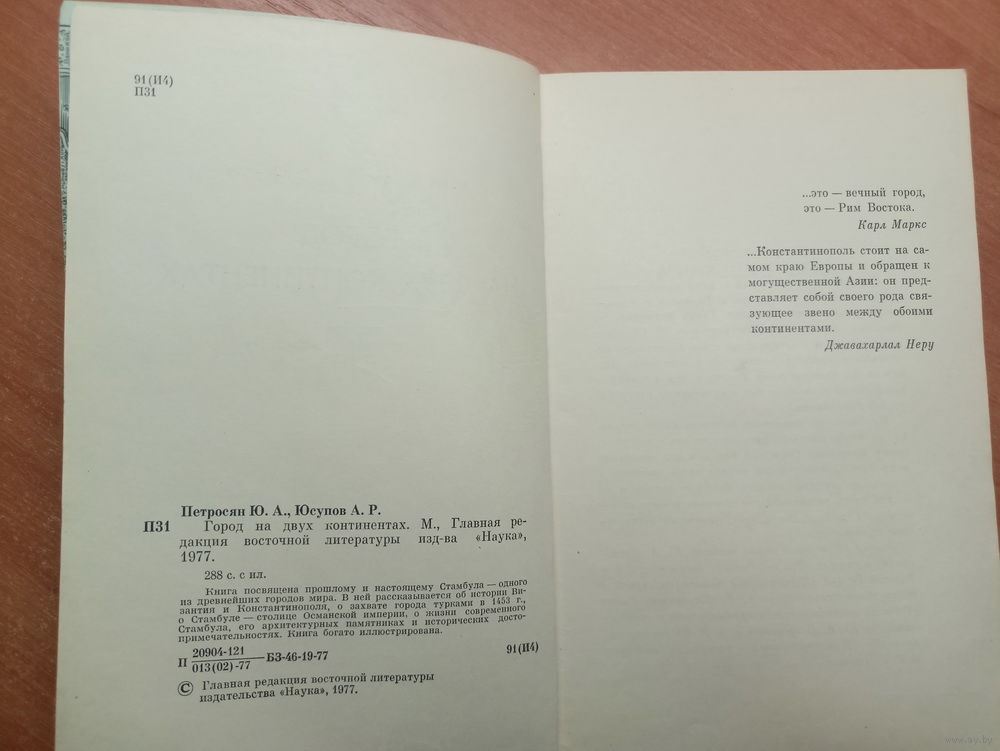 91(И4)
П31
Петросян Ю. А., Юсупов А. Р.
П31 Город на двух континентах. М., Главная ре-
дакция восточной литературы изд-ва «Наука»,
1977.
288 с. с ил.
Книга посвящена прошлому и настоящему Стамбула — одного
из древнейших городов мира. В ней рассказывается об истории Ви-
зантия и Константинополя, о захвате города турками в 1453 г.,
о Стамбуле — столице Османской империи, о жизни современного
Стамбула, его архитектурных памятниках и исторических досто-
примечательностях. Книга богато иллюстрирована.
П 20904-121
013(02)-77 —БЗ-46-19-77 91(И4)
© Главная редакция восточной литературы
издательства «Наука», 1977.
...это — вечный город,
это — Рим Востока.
Карл Маркс
...Константинополь стоит на са-
мом краю Европы и обращен к
могущественной Азии: он пред-
ставляет собой своего рода свя-
зующее звено между обоими
континентами.
Джавахарлал Неру
www.ay.by